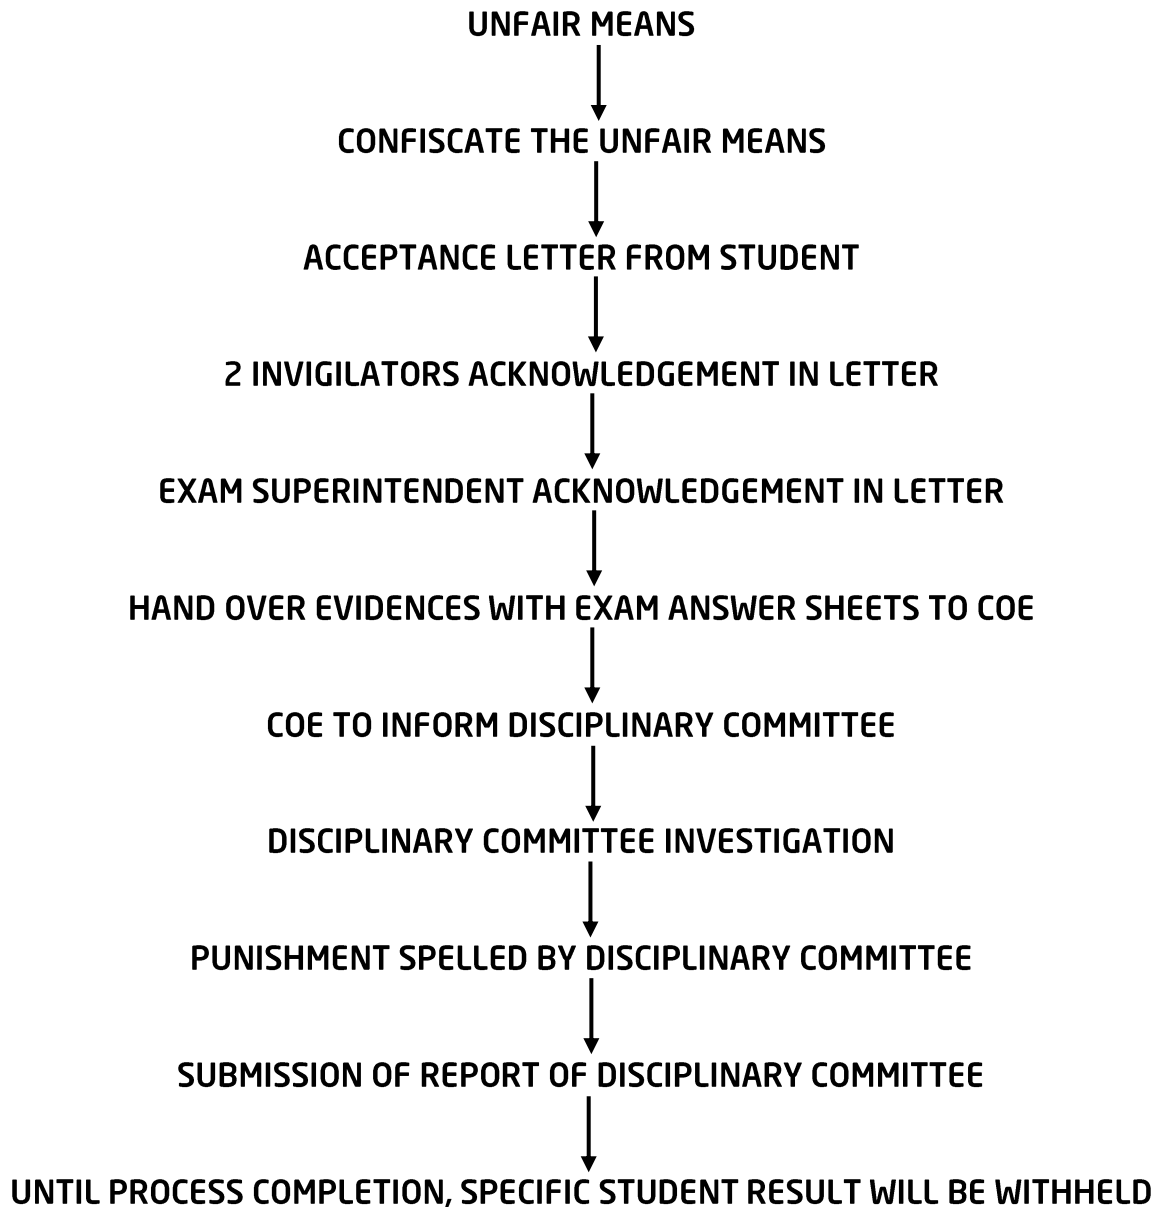 UNFAIR MEANS
CONFISCATE THE UNFAIR MEANS
ACCEPTANCE LETTER FROM STUDENT
2 INVIGILATORS ACKNOWLEDGEMENT IN LETTER
EXAM SUPERINTENDENT ACKNOWLEDGEMENT IN LETTER
HAND OVER EVIDENCES WITH EXAM ANSWER SHEETS TO COE
COE TO INFORM DISCIPLINARY COMMITTEE
DISCIPLINARY COMMITTEE INVESTIGATION
PUNISHMENT SPELLED BY DISCIPLINARY COMMITTEE
SUBMISSION OF REPORT OF DISCIPLINARY COMMITTEE
UNTIL PROCESS COMPLETION, SPECIFIC STUDENT RESULT WILL BE WITHHELD